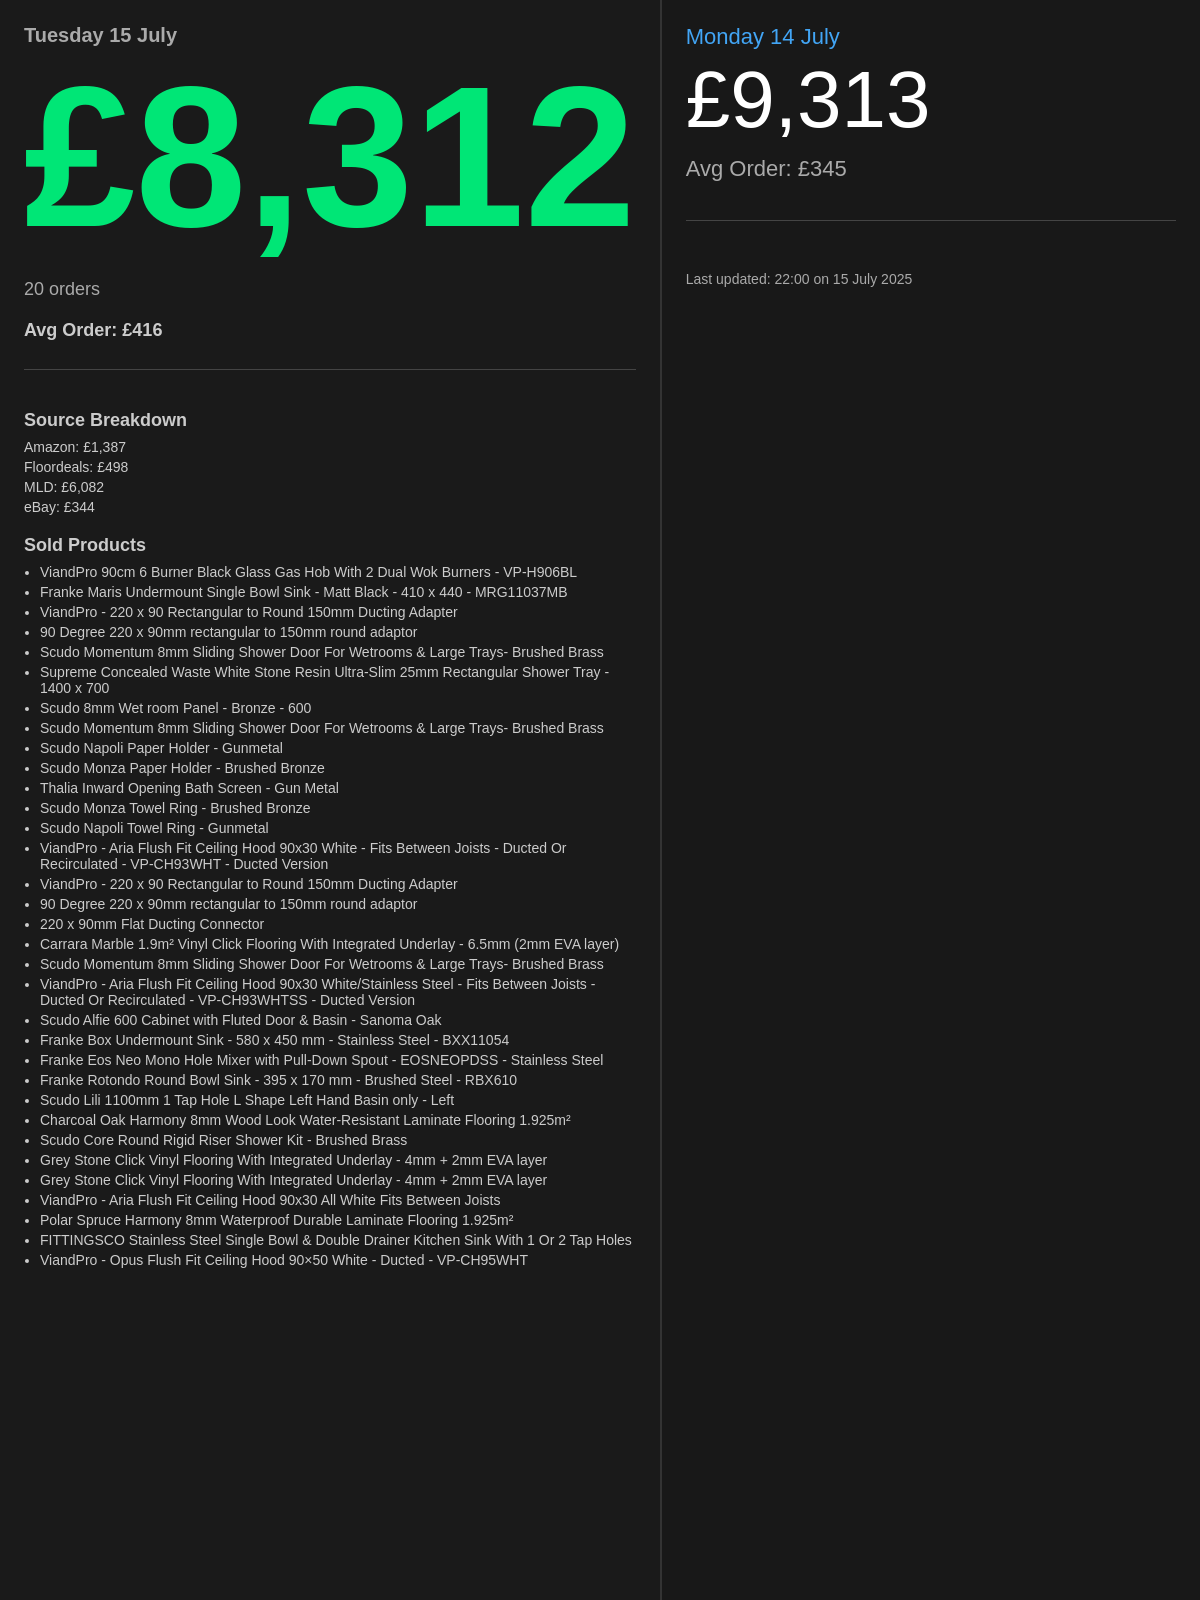 Tuesday 15 July
£8,312
20 orders
Avg Order: £416
Source Breakdown
Amazon: £1,387
Floordeals: £498
MLD: £6,082
eBay: £344
Sold Products
• ViandPro 90cm 6 Burner Black Glass Gas Hob With 2 Dual Wok Burners - VP-H906BL
• Franke Maris Undermount Single Bowl Sink - Matt Black - 410 x 440 - MRG11037MB
• ViandPro - 220 x 90 Rectangular to Round 150mm Ducting Adapter
• 90 Degree 220 x 90mm rectangular to 150mm round adaptor
• Scudo Momentum 8mm Sliding Shower Door For Wetrooms & Large Trays- Brushed Brass
• Supreme Concealed Waste White Stone Resin Ultra-Slim 25mm Rectangular Shower Tray -
1400 x 700
• Scudo 8mm Wet room Panel - Bronze - 600
• Scudo Momentum 8mm Sliding Shower Door For Wetrooms & Large Trays- Brushed Brass
• Scudo Napoli Paper Holder - Gunmetal
• Scudo Monza Paper Holder - Brushed Bronze
• Thalia Inward Opening Bath Screen - Gun Metal
• Scudo Monza Towel Ring - Brushed Bronze
• Scudo Napoli Towel Ring - Gunmetal
• ViandPro - Aria Flush Fit Ceiling Hood 90x30 White - Fits Between Joists - Ducted Or
Recirculated - VP-CH93WHT - Ducted Version
• ViandPro - 220 x 90 Rectangular to Round 150mm Ducting Adapter
• 90 Degree 220 x 90mm rectangular to 150mm round adaptor
• 220 x 90mm Flat Ducting Connector
• Carrara Marble 1.9m² Vinyl Click Flooring With Integrated Underlay - 6.5mm (2mm EVA layer)
• Scudo Momentum 8mm Sliding Shower Door For Wetrooms & Large Trays- Brushed Brass
• ViandPro - Aria Flush Fit Ceiling Hood 90x30 White/Stainless Steel - Fits Between Joists -
Ducted Or Recirculated - VP-CH93WHTSS - Ducted Version
• Scudo Alfie 600 Cabinet with Fluted Door & Basin - Sanoma Oak
• Franke Box Undermount Sink - 580 x 450 mm - Stainless Steel - BXX11054
• Franke Eos Neo Mono Hole Mixer with Pull-Down Spout - EOSNEOPDSS - Stainless Steel
• Franke Rotondo Round Bowl Sink - 395 x 170 mm - Brushed Steel - RBX610
• Scudo Lili 1100mm 1 Tap Hole L Shape Left Hand Basin only - Left
• Charcoal Oak Harmony 8mm Wood Look Water-Resistant Laminate Flooring 1.925m²
• Scudo Core Round Rigid Riser Shower Kit - Brushed Brass
• Grey Stone Click Vinyl Flooring With Integrated Underlay - 4mm + 2mm EVA layer
• Grey Stone Click Vinyl Flooring With Integrated Underlay - 4mm + 2mm EVA layer
• ViandPro - Aria Flush Fit Ceiling Hood 90x30 All White Fits Between Joists
• Polar Spruce Harmony 8mm Waterproof Durable Laminate Flooring 1.925m²
• FITTINGSCO Stainless Steel Single Bowl & Double Drainer Kitchen Sink With 1 Or 2 Tap Holes
• ViandPro - Opus Flush Fit Ceiling Hood 90×50 White - Ducted - VP-CH95WHT
Monday 14 July
£9,313
Avg Order: £345
Last updated: 22:00 on 15 July 2025